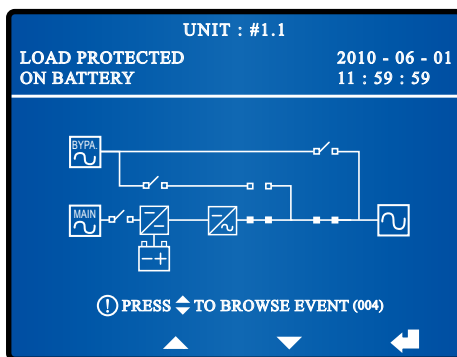 UNIT : #1.1
LOAD PROTECTED 2010 - 06 - 01
ON BATTERY 11 : 59 : 59
BYPA.
MAIN
! PRESS TO BROWSE EVENT (004)